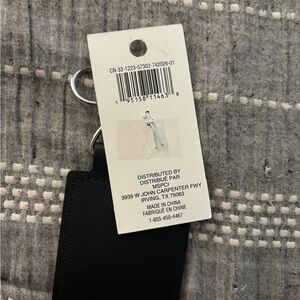 CN-33-1223-57302-742026-01
1 95158 11463 8
DISTRIBUTED BY
DISTRIBUÉ PAR
MSPCI
3939 W JOHN CARPENTER FWY
IRVING, TX 75063
MADE IN CHINA
FABRIQUÉ EN CHINE
1-855-450-4467